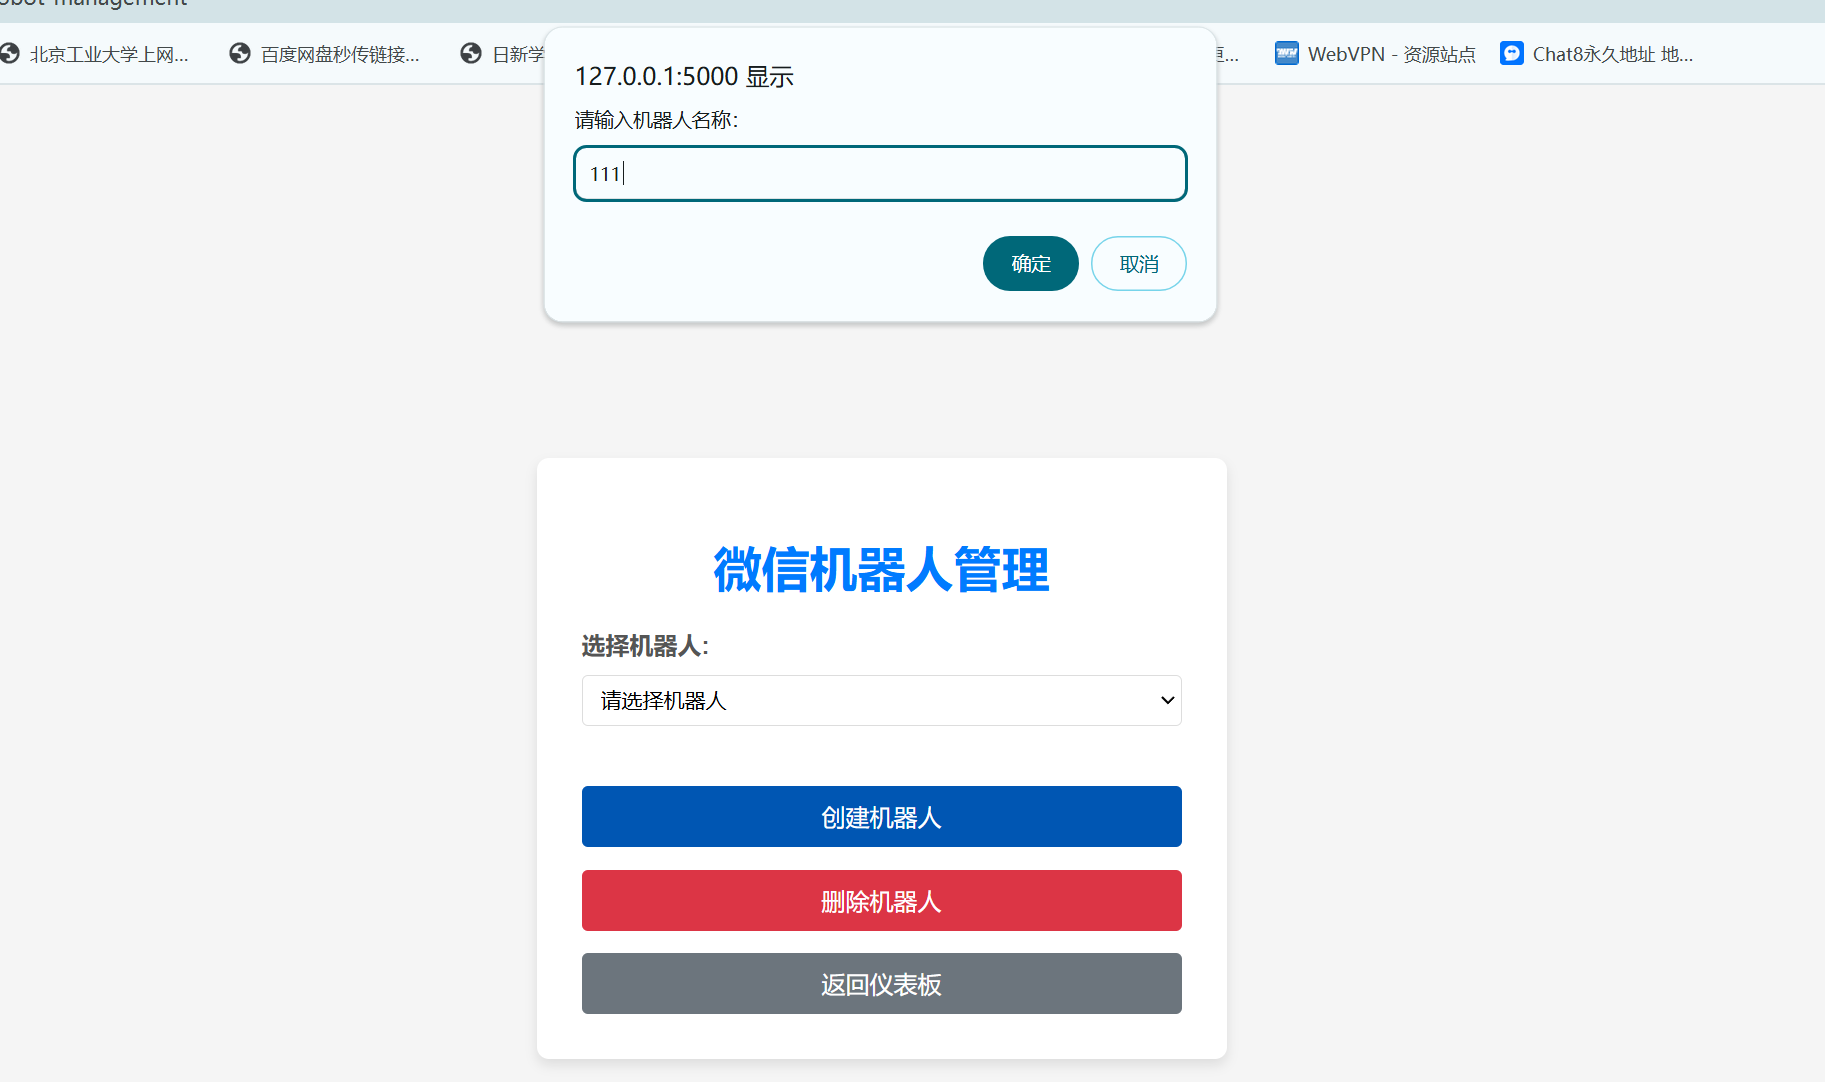 management
北京工业大学上网...
百度网盘秒传链接...
日新学
WebVPN - 资源站点
Chat8永久地址 地...
127.0.0.1:5000 显示
请输入机器人名称：
111
确定
取消
微信机器人管理
选择机器人:
请选择机器人
创建机器人
删除机器人
返回仪表板